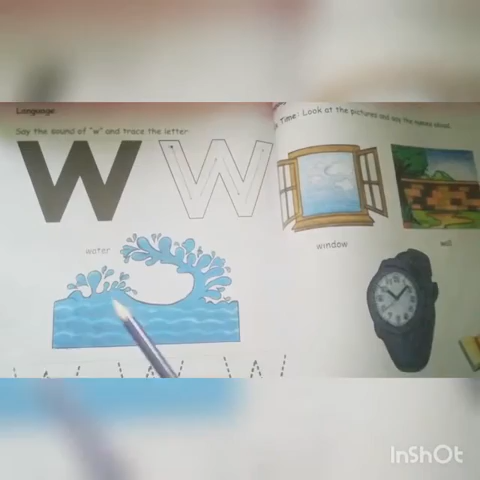 Language
Say the sound of "w" and trace the letter
W W
water
Time: Look at the pictures and say the names aloud.
window
wall
InShOt